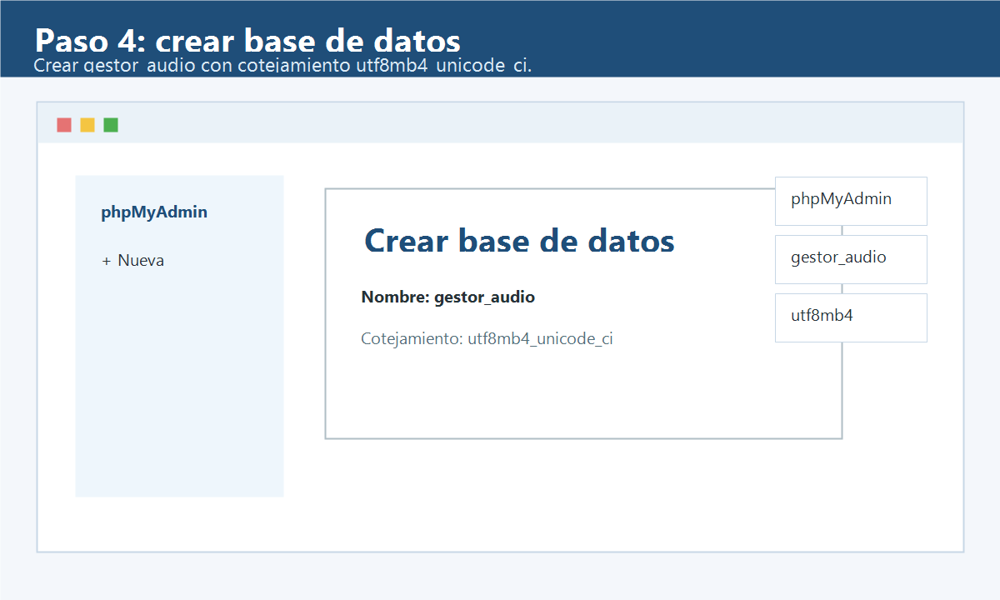 Paso 4: crear base de datos
Crear gestor_audio con cotejamiento utf8mb4_unicode_ci.
phpMyAdmin
+ Nueva
Crear base de datos
Nombre: gestor_audio
Cotejamiento: utf8mb4_unicode_ci
phpMyAdmin
gestor_audio
utf8mb4